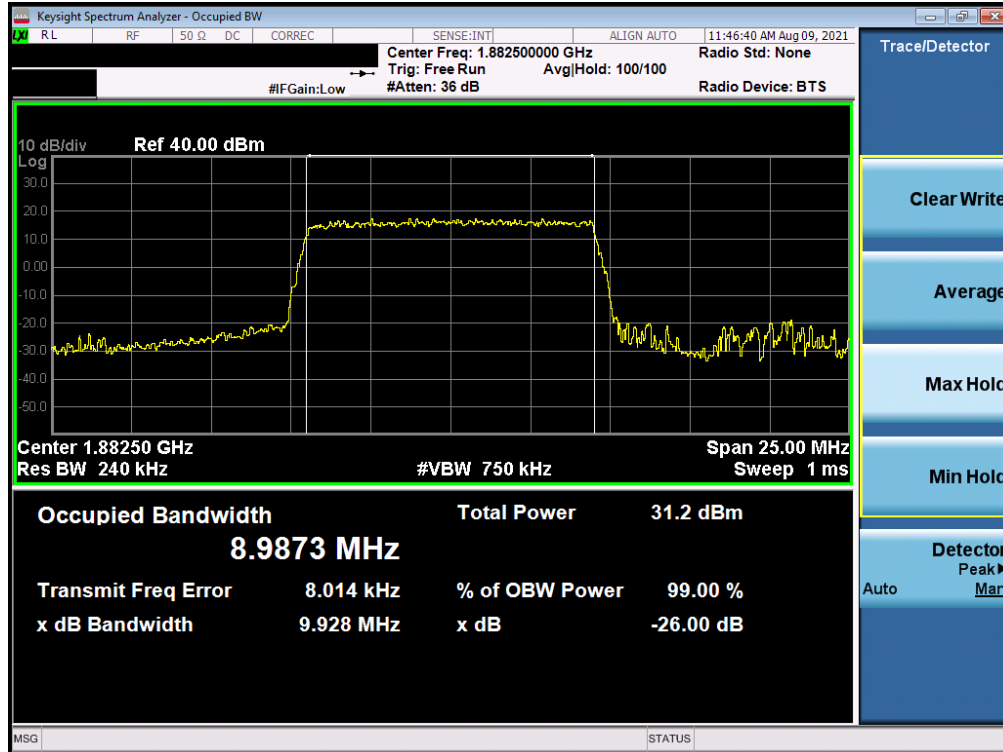 Keysight Spectrum Analyzer - Occupied BW
LXI RL RF 50 Ω DC CORREC SENSE:INT ALIGN AUTO 11:46:40 AM Aug 09, 2021
Center Freq: 1.882500000 GHz Radio Std: None
Trig: Free Run Avg|Hold: 100/100
#IFGain:Low #Atten: 36 dB Radio Device: BTS
Trace/Detector
10 dB/div Ref 40.00 dBm
Log
30.0
20.0
10.0
0.00
-10.0
-20.0
-30.0
-40.0
-50.0
Center 1.88250 GHz Span 25.00 MHz
Res BW 240 kHz #VBW 750 kHz Sweep 1 ms
Occupied Bandwidth Total Power 31.2 dBm
8.9873 MHz
Transmit Freq Error 8.014 kHz % of OBW Power 99.00 %
x dB Bandwidth 9.928 MHz x dB -26.00 dB
Clear Write
Average
Max Hold
Min Hold
Detector
Peak▶
Auto Man
MSG STATUS